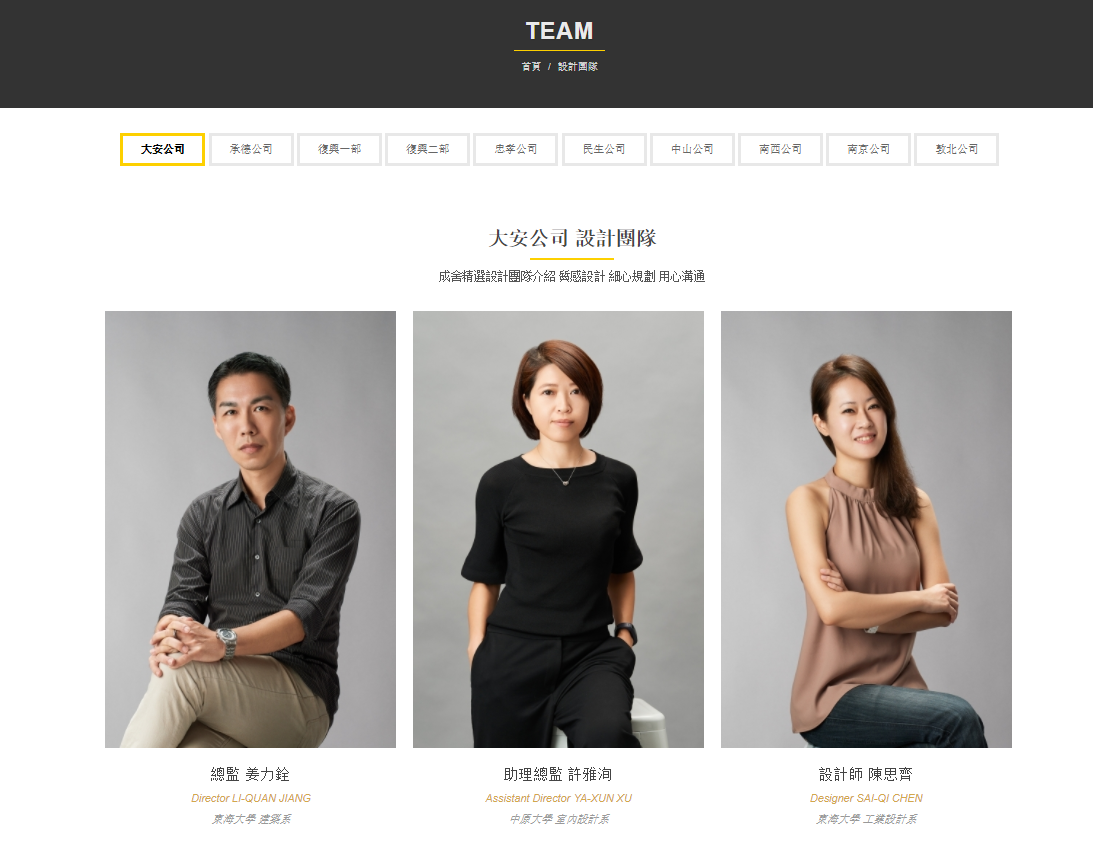 TEAM
首頁 / 設計團隊
大安公司 承德公司 復興一部 復興二部 忠孝公司 民生公司 中山公司 南西公司 南京公司 敦北公司
大安公司 設計團隊
成舍精選設計團隊介紹 質感設計 細心規劃 用心溝通
總監 姜力銓
助理總監 許雅洵
設計師 陳思齊
Director LI-QUAN JIANG
Assistant Director YA-XUN XU
Designer SAI-QI CHEN
東海大學 建築系
中原大學 室內設計系
東海大學 工業設計系